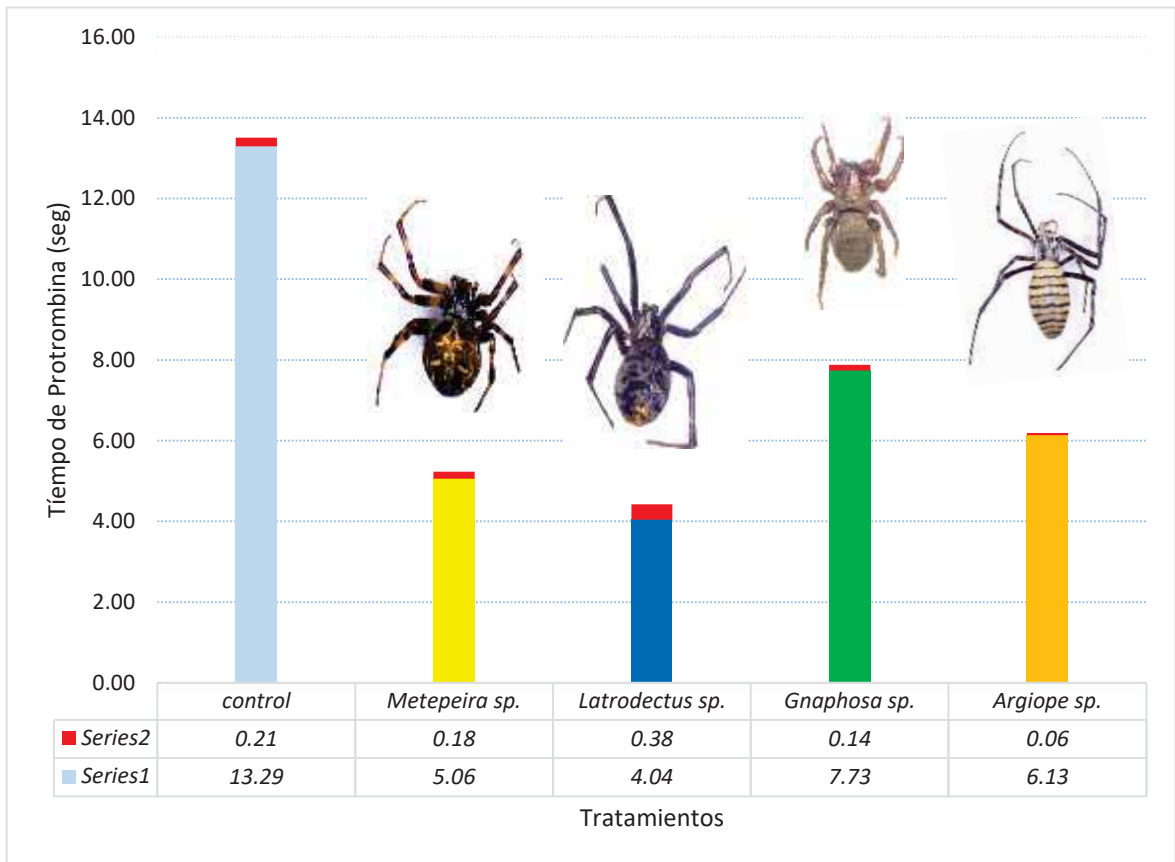 16.00
14.00
12.00
10.00
8.00
6.00
4.00
2.00
0.00
Tíempo de Protrombina (seg)
control Metepeira sp. Latrodectus sp. Gnaphosa sp. Argiope sp.
Series2 0.21 0.18 0.38 0.14 0.06
Series1 13.29 5.06 4.04 7.73 6.13
Tratamientos